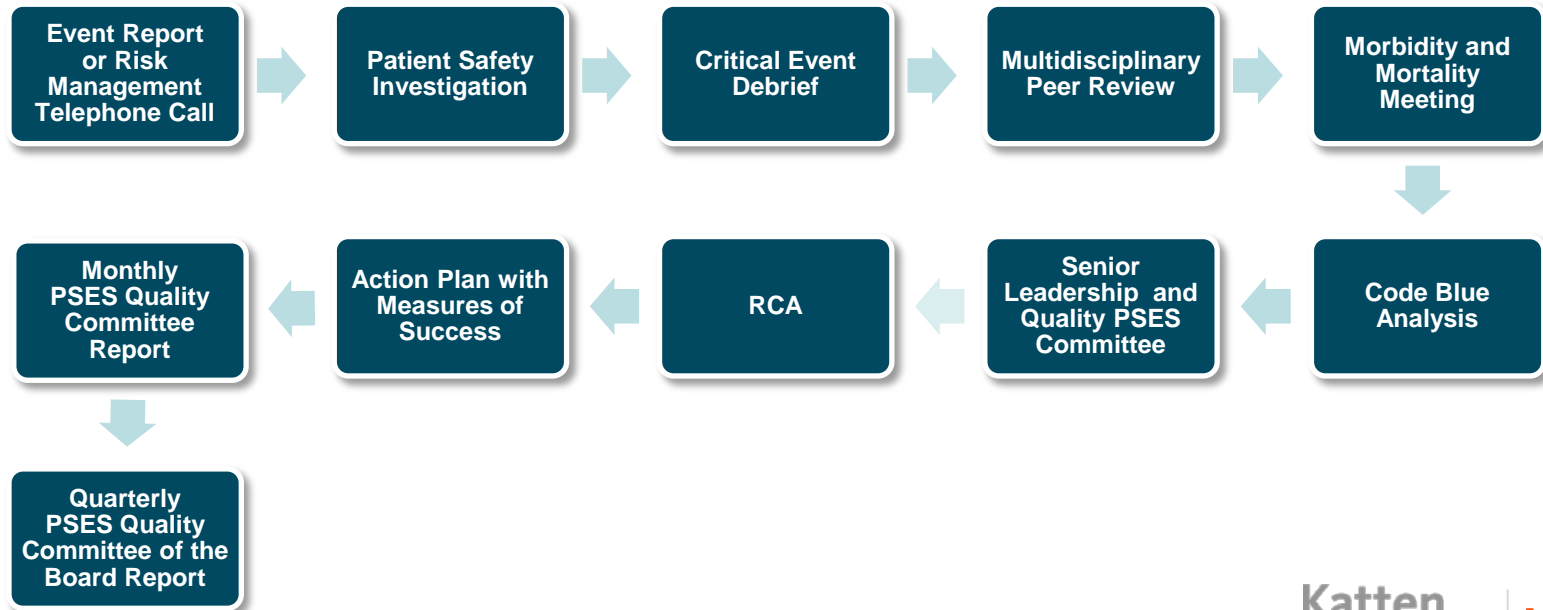 Event Report
or Risk
Management
Telephone Call
Patient Safety
Investigation
Critical Event
Debrief
Multidisciplinary
Peer Review
Morbidity and
Mortality
Meeting
Code Blue
Analysis
Senior
Leadership and
Quality PSES
Committee
RCA
Action Plan with
Measures of
Success
Monthly
PSES Quality
Committee
Report
Quarterly
PSES Quality
Committee of the
Board Report
Katten